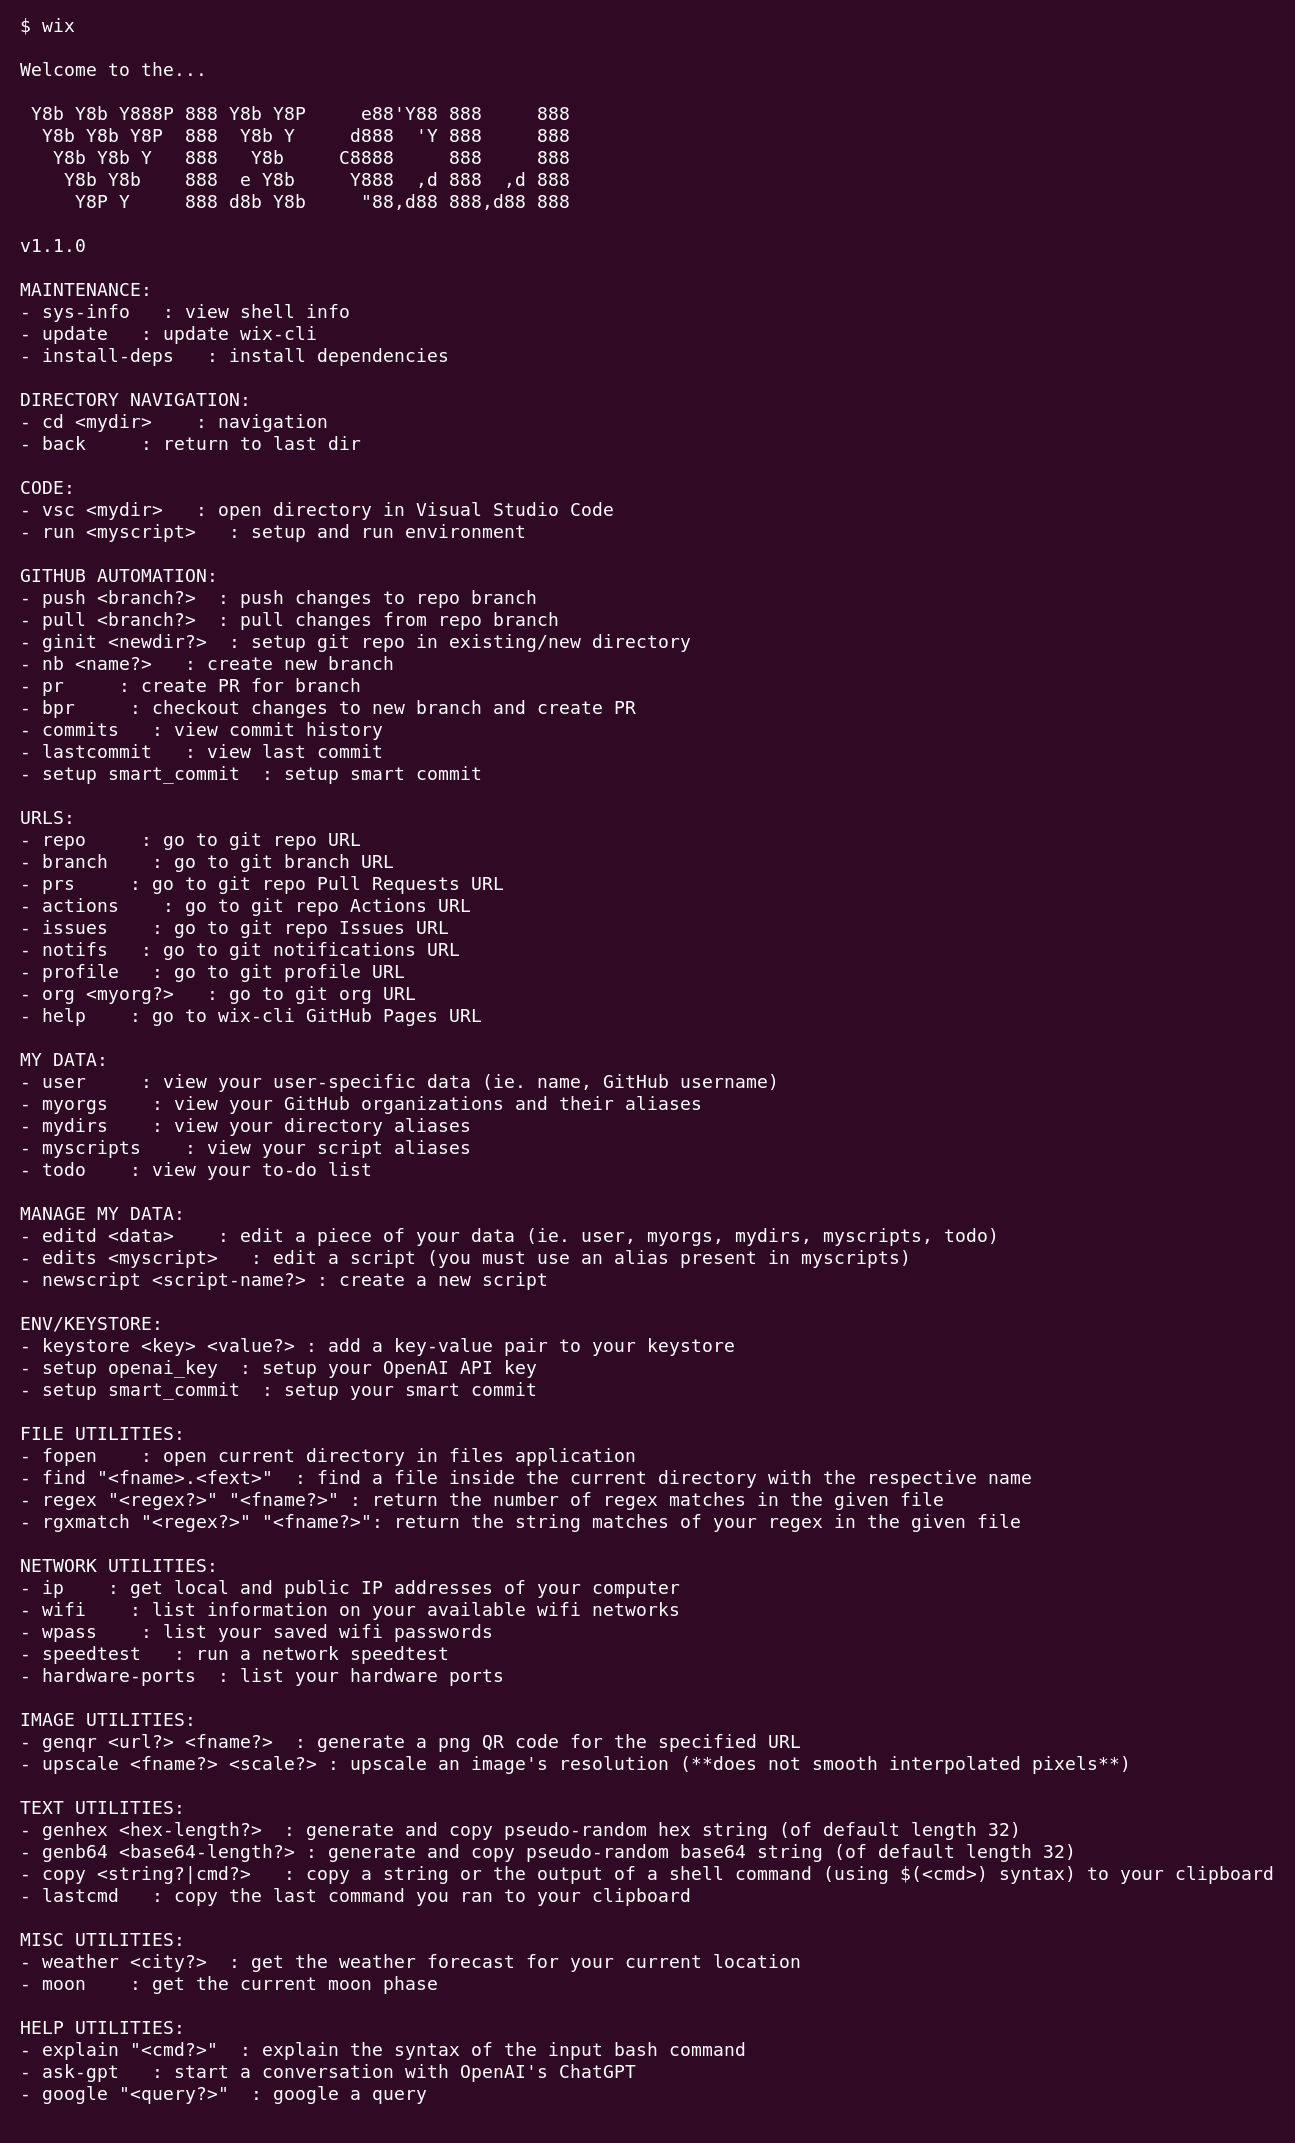 $ wix

Welcome to the...

 Y8b Y8b Y888P 888 Y8b Y8P     e88'Y88 888     888
  Y8b Y8b Y8P  888  Y8b Y     d888  'Y 888     888
   Y8b Y8b Y   888   Y8b     C8888     888     888
    Y8b Y8b    888  e Y8b     Y888  ,d 888  ,d 888
     Y8P Y     888 d8b Y8b     "88,d88 888,d88 888

v1.1.0

MAINTENANCE:
- sys-info   : view shell info
- update   : update wix-cli
- install-deps   : install dependencies

DIRECTORY NAVIGATION:
- cd <mydir>    : navigation
- back     : return to last dir

CODE:
- vsc <mydir>   : open directory in Visual Studio Code
- run <myscript>   : setup and run environment

GITHUB AUTOMATION:
- push <branch?>  : push changes to repo branch
- pull <branch?>  : pull changes from repo branch
- ginit <newdir?>  : setup git repo in existing/new directory
- nb <name?>   : create new branch
- pr     : create PR for branch
- bpr     : checkout changes to new branch and create PR
- commits   : view commit history
- lastcommit   : view last commit
- setup smart_commit  : setup smart commit

URLS:
- repo     : go to git repo URL
- branch    : go to git branch URL
- prs     : go to git repo Pull Requests URL
- actions    : go to git repo Actions URL
- issues    : go to git repo Issues URL
- notifs   : go to git notifications URL
- profile   : go to git profile URL
- org <myorg?>   : go to git org URL
- help    : go to wix-cli GitHub Pages URL

MY DATA:
- user     : view your user-specific data (ie. name, GitHub username)
- myorgs    : view your GitHub organizations and their aliases
- mydirs    : view your directory aliases
- myscripts    : view your script aliases
- todo    : view your to-do list

MANAGE MY DATA:
- editd <data>    : edit a piece of your data (ie. user, myorgs, mydirs, myscripts, todo)
- edits <myscript>   : edit a script (you must use an alias present in myscripts)
- newscript <script-name?> : create a new script

ENV/KEYSTORE:
- keystore <key> <value?> : add a key-value pair to your keystore
- setup openai_key  : setup your OpenAI API key
- setup smart_commit  : setup your smart commit

FILE UTILITIES:
- fopen    : open current directory in files application
- find "<fname>.<fext>"  : find a file inside the current directory with the respective name
- regex "<regex?>" "<fname?>" : return the number of regex matches in the given file
- rgxmatch "<regex?>" "<fname?>": return the string matches of your regex in the given file

NETWORK UTILITIES:
- ip    : get local and public IP addresses of your computer
- wifi    : list information on your available wifi networks
- wpass    : list your saved wifi passwords
- speedtest   : run a network speedtest
- hardware-ports  : list your hardware ports

IMAGE UTILITIES:
- genqr <url?> <fname?>  : generate a png QR code for the specified URL
- upscale <fname?> <scale?> : upscale an image's resolution (**does not smooth interpolated pixels**)

TEXT UTILITIES:
- genhex <hex-length?>  : generate and copy pseudo-random hex string (of default length 32)
- genb64 <base64-length?> : generate and copy pseudo-random base64 string (of default length 32)
- copy <string?|cmd?>   : copy a string or the output of a shell command (using $(<cmd>) syntax) to your clipboard
- lastcmd   : copy the last command you ran to your clipboard

MISC UTILITIES:
- weather <city?>  : get the weather forecast for your current location
- moon    : get the current moon phase

HELP UTILITIES:
- explain "<cmd?>"  : explain the syntax of the input bash command
- ask-gpt   : start a conversation with OpenAI's ChatGPT
- google "<query?>"  : google a query